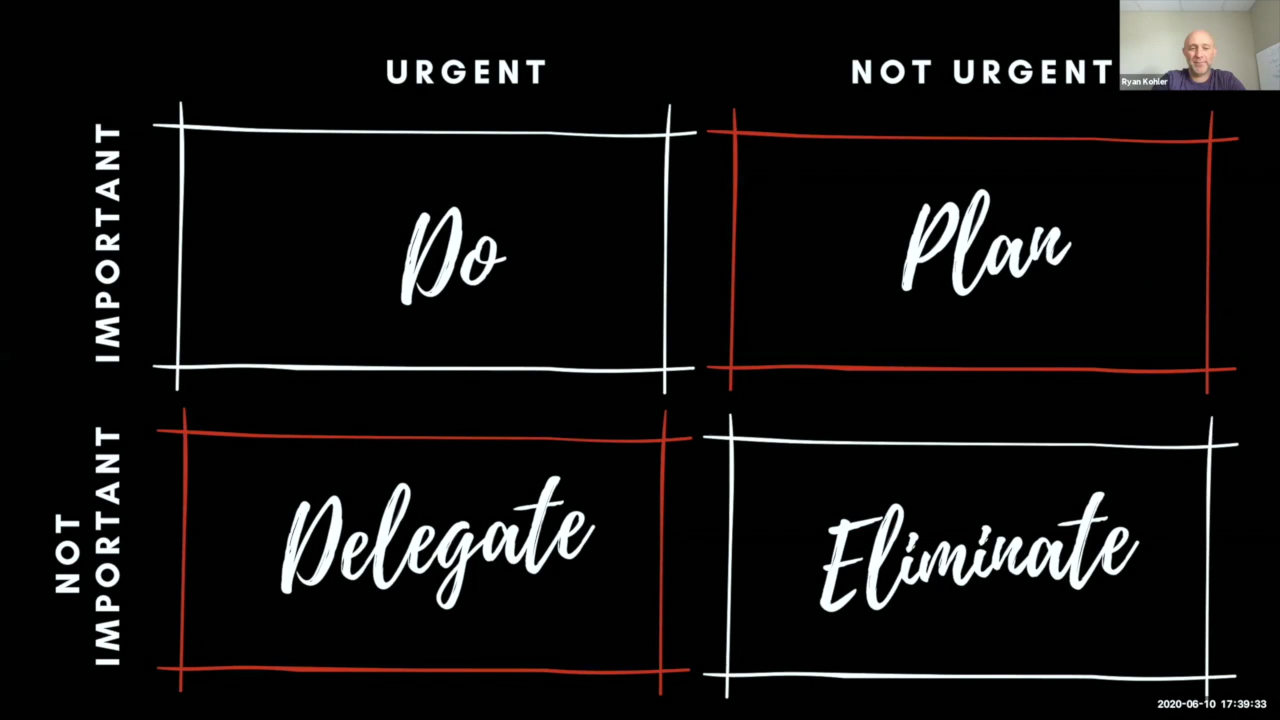 URGENT
NOT URGENT
Ryan Kohler
IMPORTANT
Do
Plan
NOT
IMPORTANT
Delegate
Eliminate
2020-06-10 17:39:33